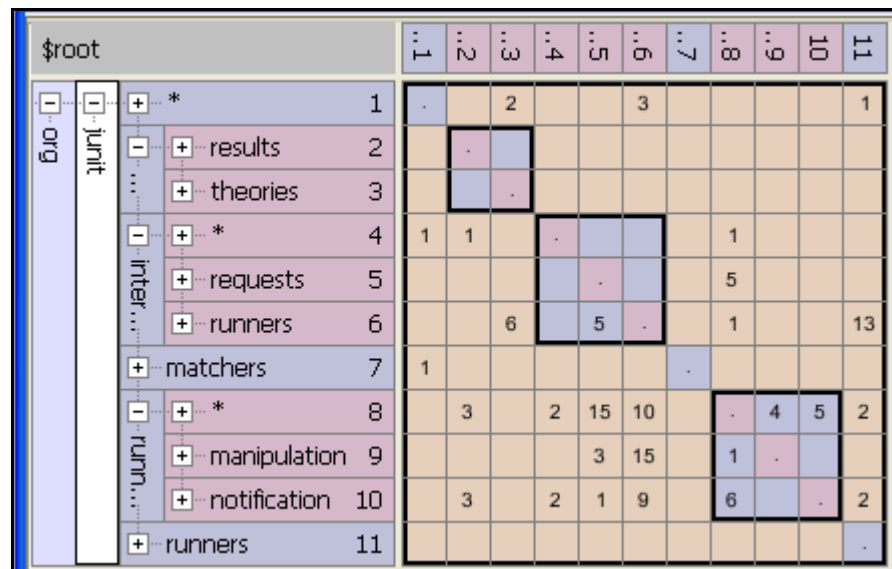 $root ..1 ..2 ..3 ..4 ..5 ..6 ..7 ..8 ..9 10 11
org
junit
* 1 . 2 3 1
...
results 2 .
theories 3 .
inter...
* 4 1 1 . 1
requests 5 . 5
runners 6 6 5 . 1 13
matchers 7 1 .
runn...
* 8 3 2 15 10 . 4 5 2
manipulation 9 3 15 1 .
notification 10 3 2 1 9 6 . 2
runners 11 .